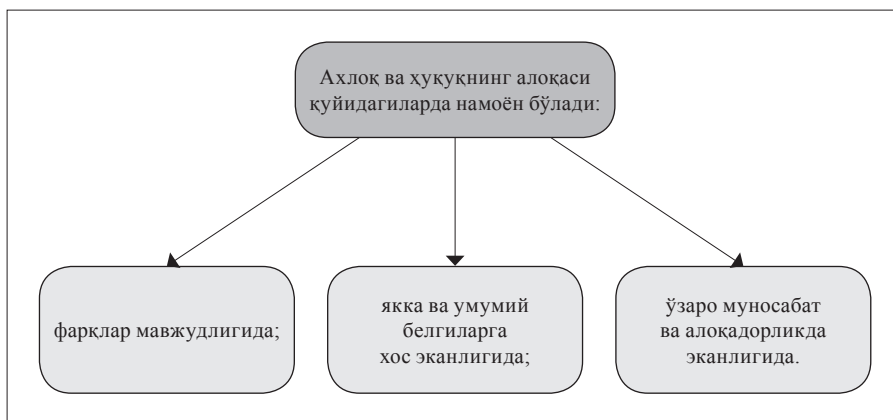 Ахлоқ ва ҳуқуқнинг алоқаси
қуйидагиларда намоён бўлади:
фарқлар мавжудлигида;
якка ва умумий
белгиларга
хос эканлигида;
ўзаро муносабат
ва алоқадорликда
эканлигида.